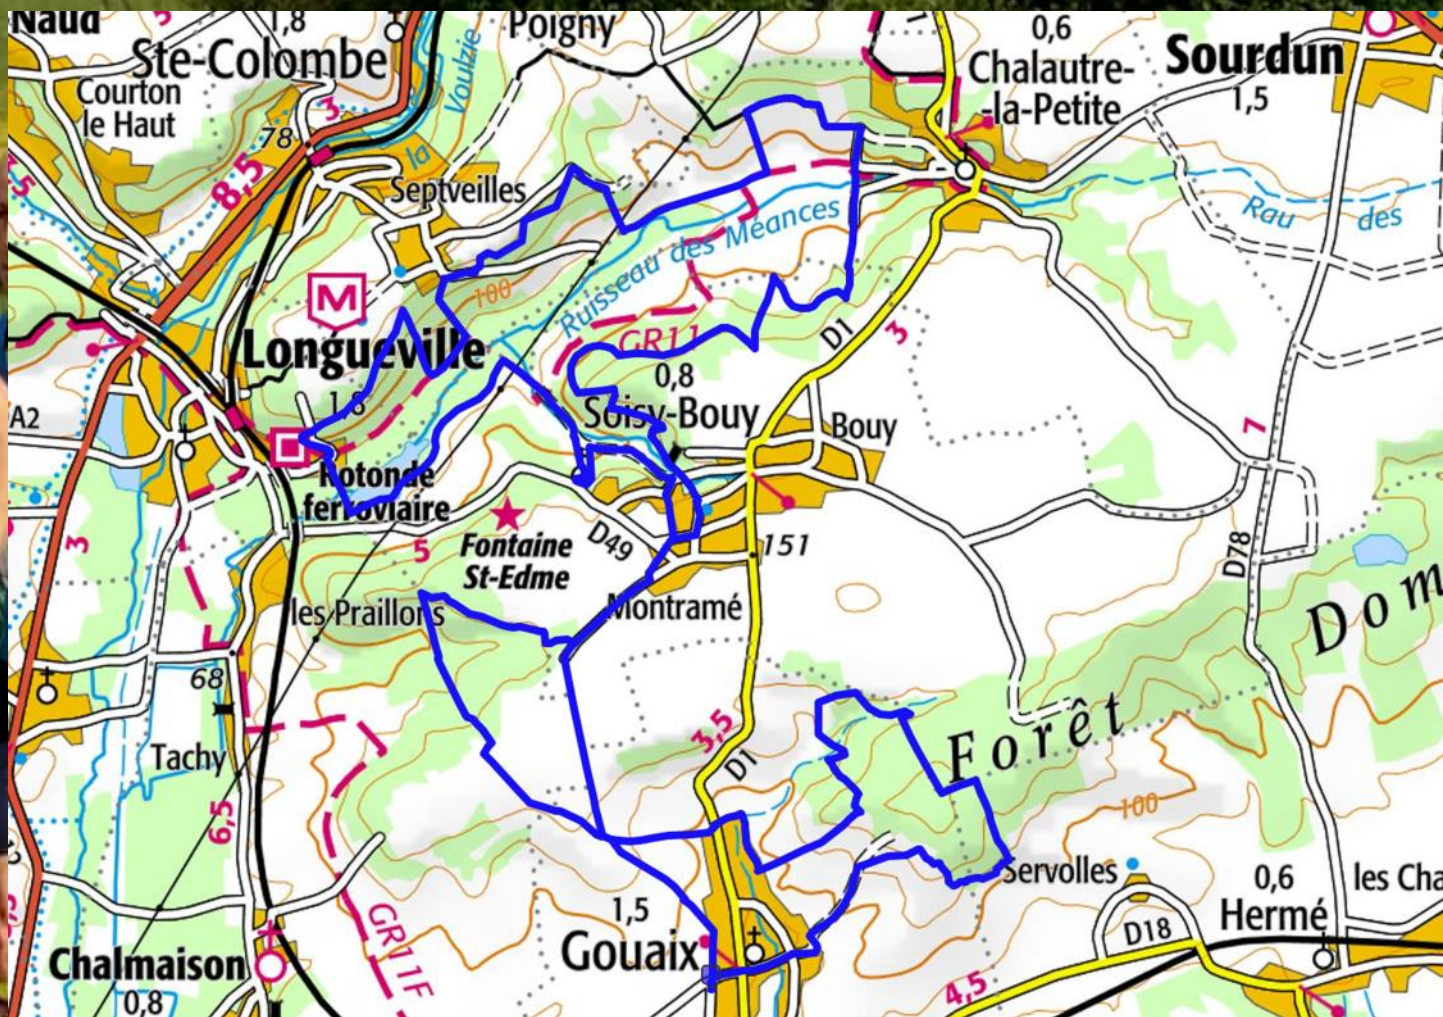 Naud
1,8
Ste-Colombe
Poigny
0,6
Sourdun
Chalautre-
-la-Petite
1,5
Courton
le Haut
Voulzie
la
3
78
8,5
Septveilles
Rau des
Ruisseau des Méances
100
M
Longueville
1,8
GR11
D1
3
0,8
Soisy-Bouy
Bouy
A2
7
Rotonde
ferroviaire
5
Fontaine
St-Edme
D49
151
D78
3
les Praillons
Montramé
Dom
68
Tachy
3,5
D1
Forêt
100
6,5
Servolles
0,6
les Cha
Hermé
1,5
Gouaix
GR11F
D18
Chalmaison
0,8
4,5